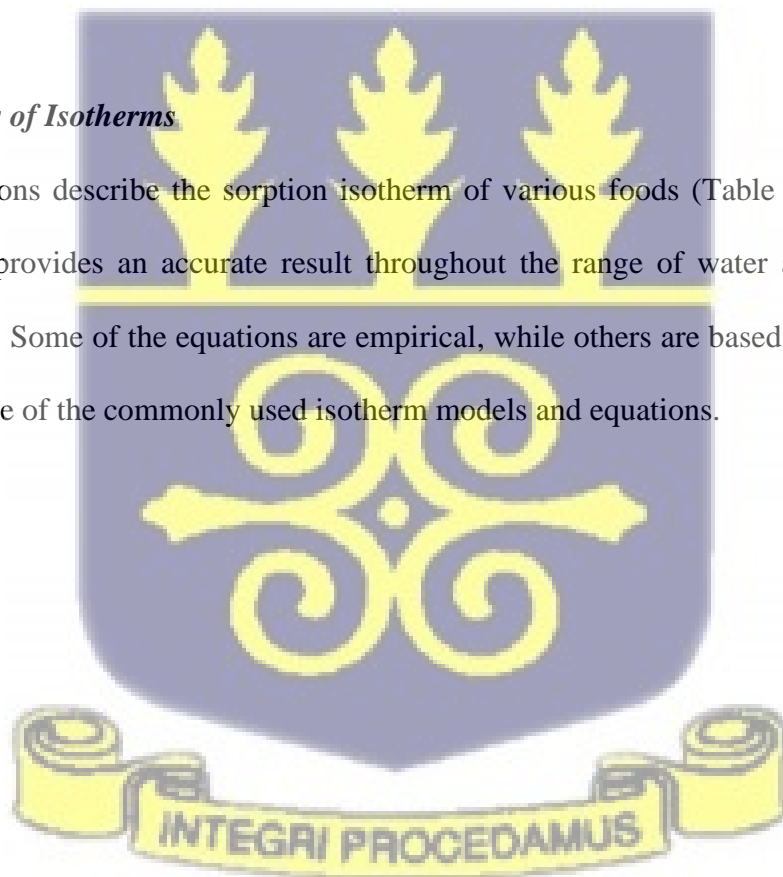 of Isotherms
ons describe the sorption isotherm of various foods (Table
provides an accurate result throughout the range of water
Some of the equations are empirical, while others are based
e of the commonly used isotherm models and equations.
INTEGRI PROCEDAMUS